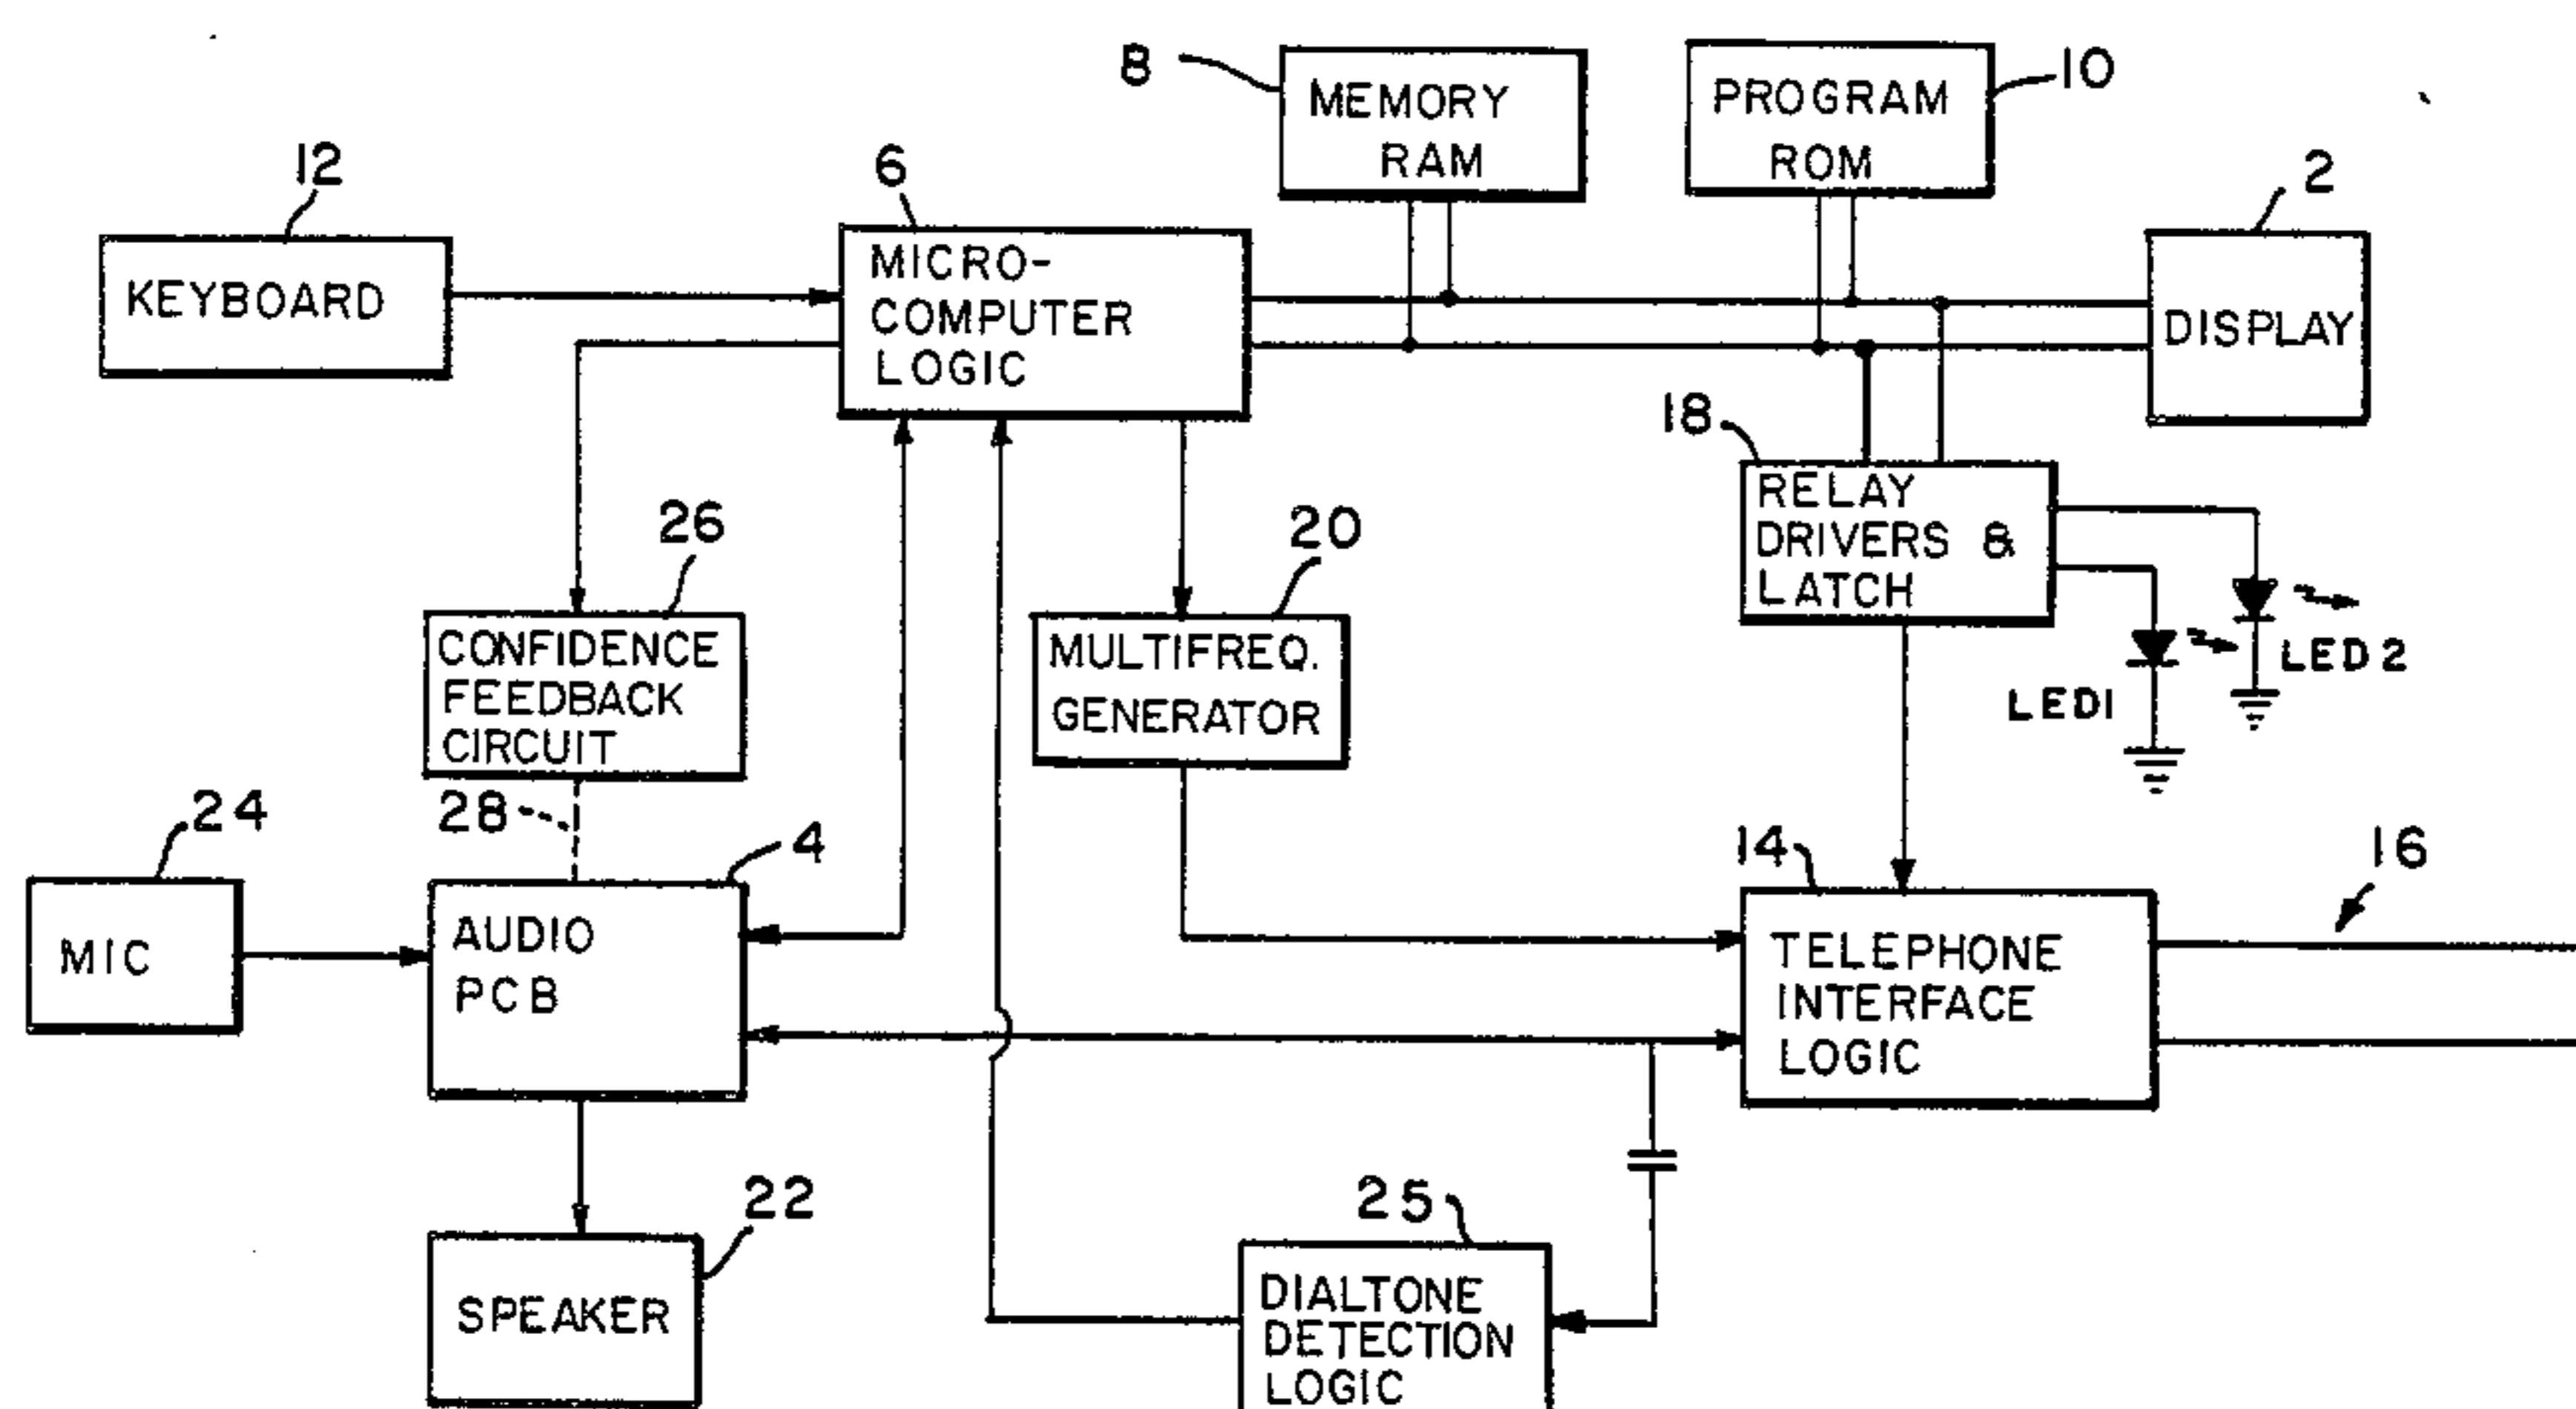 8
MEMORY
RAM
PROGRAM
ROM
10
12
6
2
KEYBOARD
MICRO-
COMPUTER
LOGIC
DISPLAY
18
RELAY
DRIVERS &
LATCH
26
20
CONFIDENCE
FEEDBACK
CIRCUIT
MULTIFREQ.
GENERATOR
LED1
LED2
28
24
4
14
16
MIC
AUDIO
PCB
TELEPHONE
INTERFACE
LOGIC
22
25
SPEAKER
DIALTONE
DETECTION
LOGIC